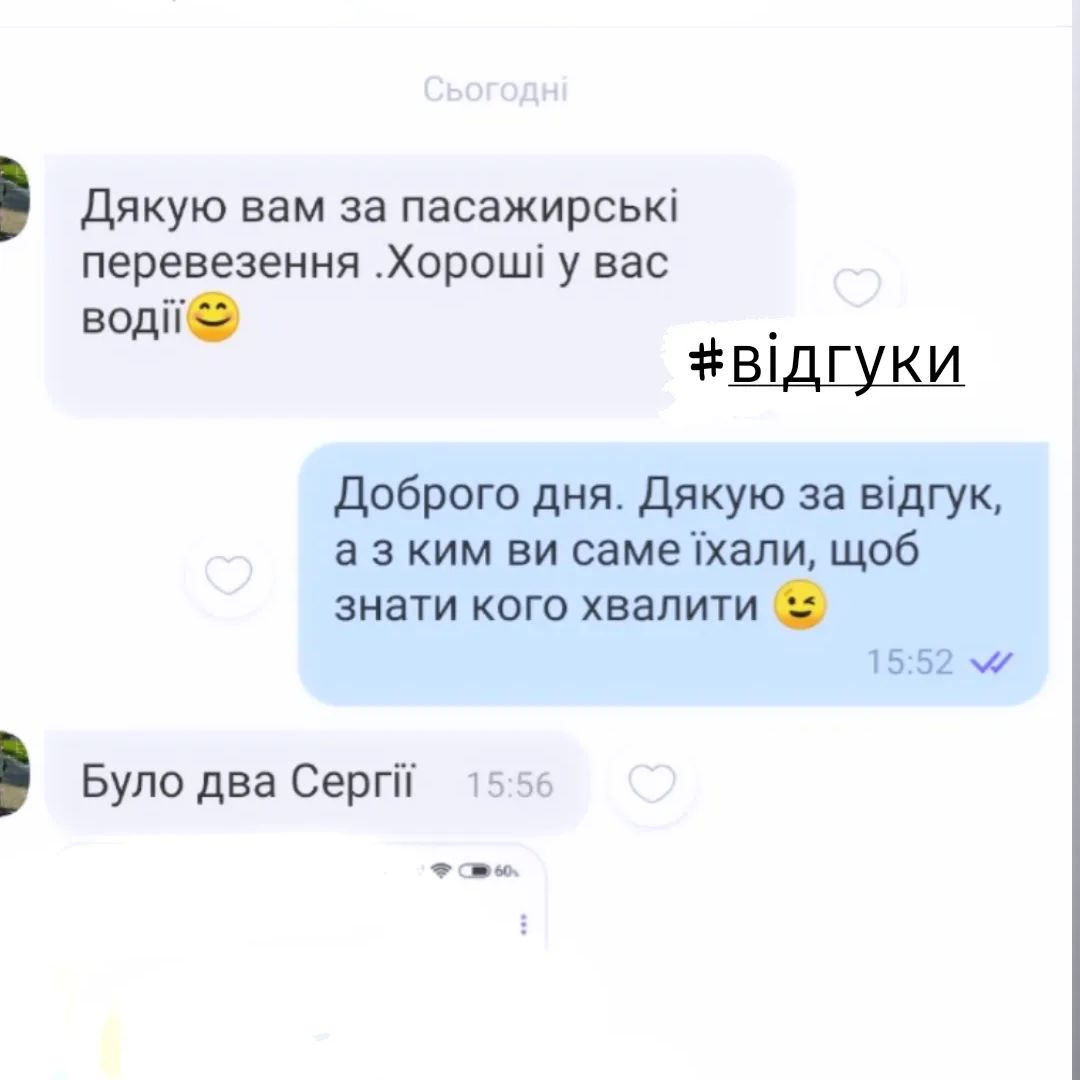 Сьогодні
Дякую вам за пасажирські
перевезення .Хороші у вас
водії😊
#відгуки
Доброго дня. Дякую за відгук,
а з ким ви саме їхали, щоб
знати кого хвалити 😉
15:52
Було два Сергії 15:56
60